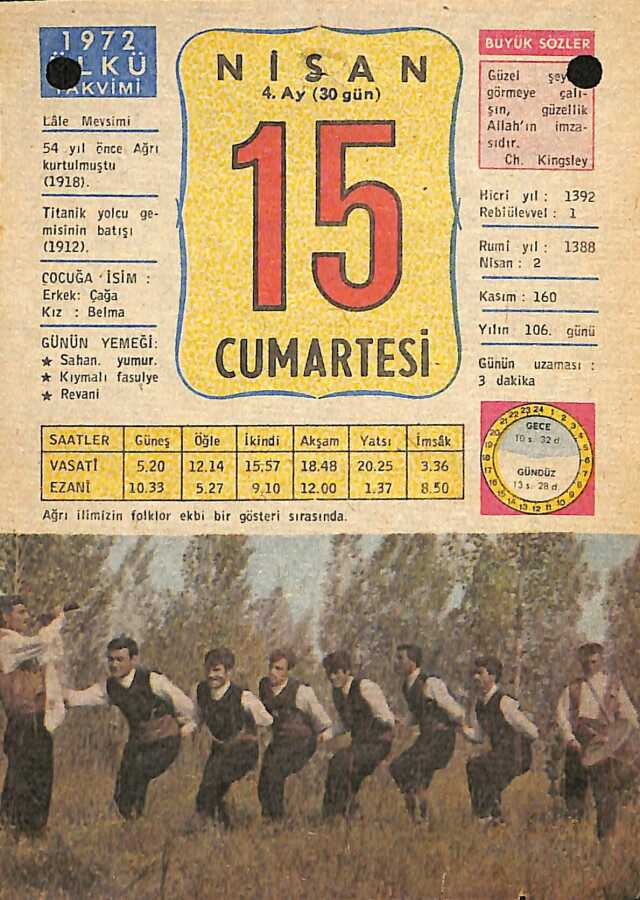 1972
ÜLKÜ
TAKVİMİ
Lâle Mevsimi
54 yıl önce Ağrı
kurtulmuştu
(1918).
Titanik yolcu ge-
misinin batışı
(1912).
ÇOCUĞA İSİM :
Erkek: Çağa
Kız : Belma
GÜNÜN YEMEĞİ:
★ Sahan. yumur.
★ Kıymalı fasulye
★ Revani
NİSAN
4. Ay (30 gün)
15
CUMARTESİ
BÜYÜK SÖZLER
Güzel
görmeye çalı-
şın, güzellik
Allah'ın imza-
sıdır.
Ch. Kingsley
Hicri yıl : 1392
Rebiülevvel : 1
Rumi yıl : 1388
Nisan : 2
Kasım : 160
Yılın 106. günü
Günün uzaması :
3 dakika
GECE
10 s. 32 d.
GÜNDÜZ
13 s. 28 d.
SAATLER Güneş Öğle İkindi Akşam Yatsı İmsâk
VASATİ 5.20 12.14 15.57 18.48 20.25 3.36
EZANİ 10.33 5.27 9.10 12.00 1.37 8.50
Ağrı ilimizin folklor ekbi bir gösteri sırasında.